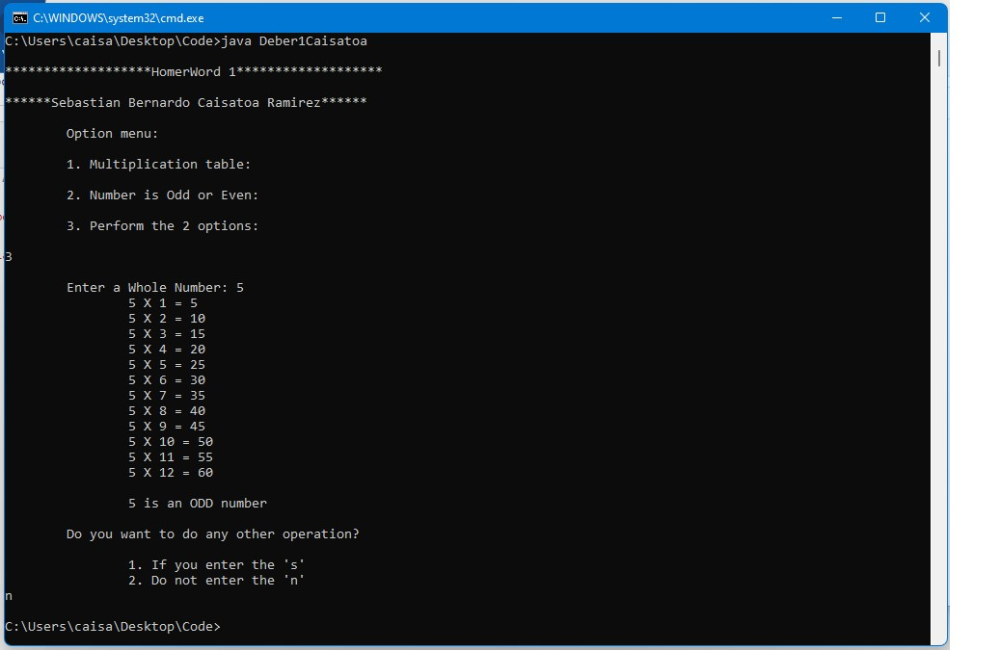 C:\WINDOWS\system32\cmd.exe
C:\Users\caisa\Desktop\Code>java Deber1Caisatoa
*******************HomerWord 1*******************
******Sebastian Bernardo Caisatoa Ramirez******
Option menu:
1. Multiplication table:
2. Number is Odd or Even:
3. Perform the 2 options:
3
Enter a Whole Number: 5
5 X 1 = 5
5 X 2 = 10
5 X 3 = 15
5 X 4 = 20
5 X 5 = 25
5 X 6 = 30
5 X 7 = 35
5 X 8 = 40
5 X 9 = 45
5 X 10 = 50
5 X 11 = 55
5 X 12 = 60
5 is an ODD number
Do you want to do any other operation?
1. If you enter the 's'
2. Do not enter the 'n'
n
C:\Users\caisa\Desktop\Code>